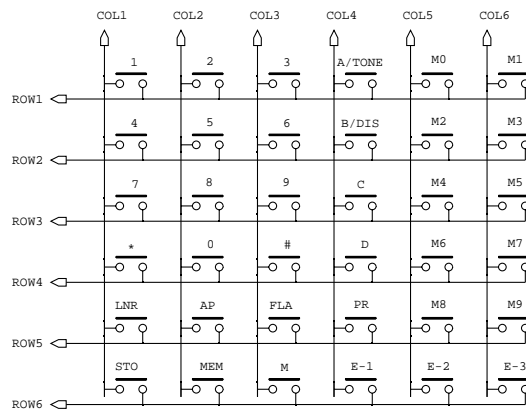 COL1 COL2 COL3 COL4 COL5 COL6
1 2 3 A/TONE M0 M1
ROW1
4 5 6 B/DIS M2 M3
ROW2
7 8 9 C M4 M5
ROW3
* 0 # D M6 M7
ROW4
LNR AP FLA PR M8 M9
ROW5
STO MEM M E-1 E-2 E-3
ROW6